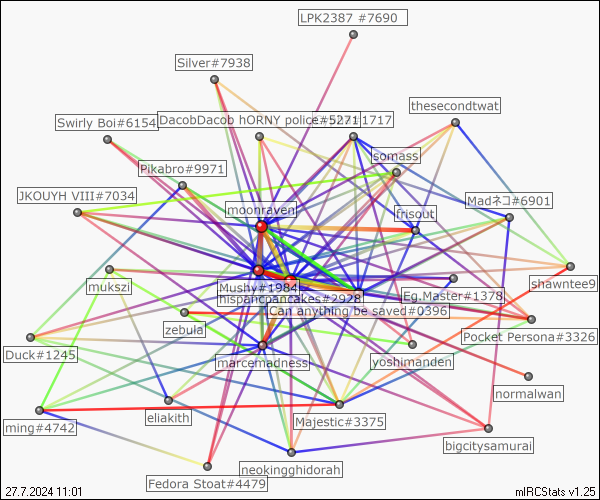 LPK2387 #7690
Silver#7938
thesecondtwat
Swirly Boi#6154
DacobDacob hORNY police#5271
1717
somass
Pikabro#9971
JKOUYH VIII#7034
moonraven
Madネコ#6901
frisout
mukszi
Mushy#1984
hispanicpancakes#2928
Eg.Master#1378
shawntee9
Can anything be saved#0396
zebula
Pocket Persona#3326
Duck#1245
marcemadness
yoshimanden
normalwan
ming#4742
eliakith
Majestic#3375
bigcitysamurai
Fedora Stoat#4479
neokingghidorah
27.7.2024 11:01
mIRCStats v1.25